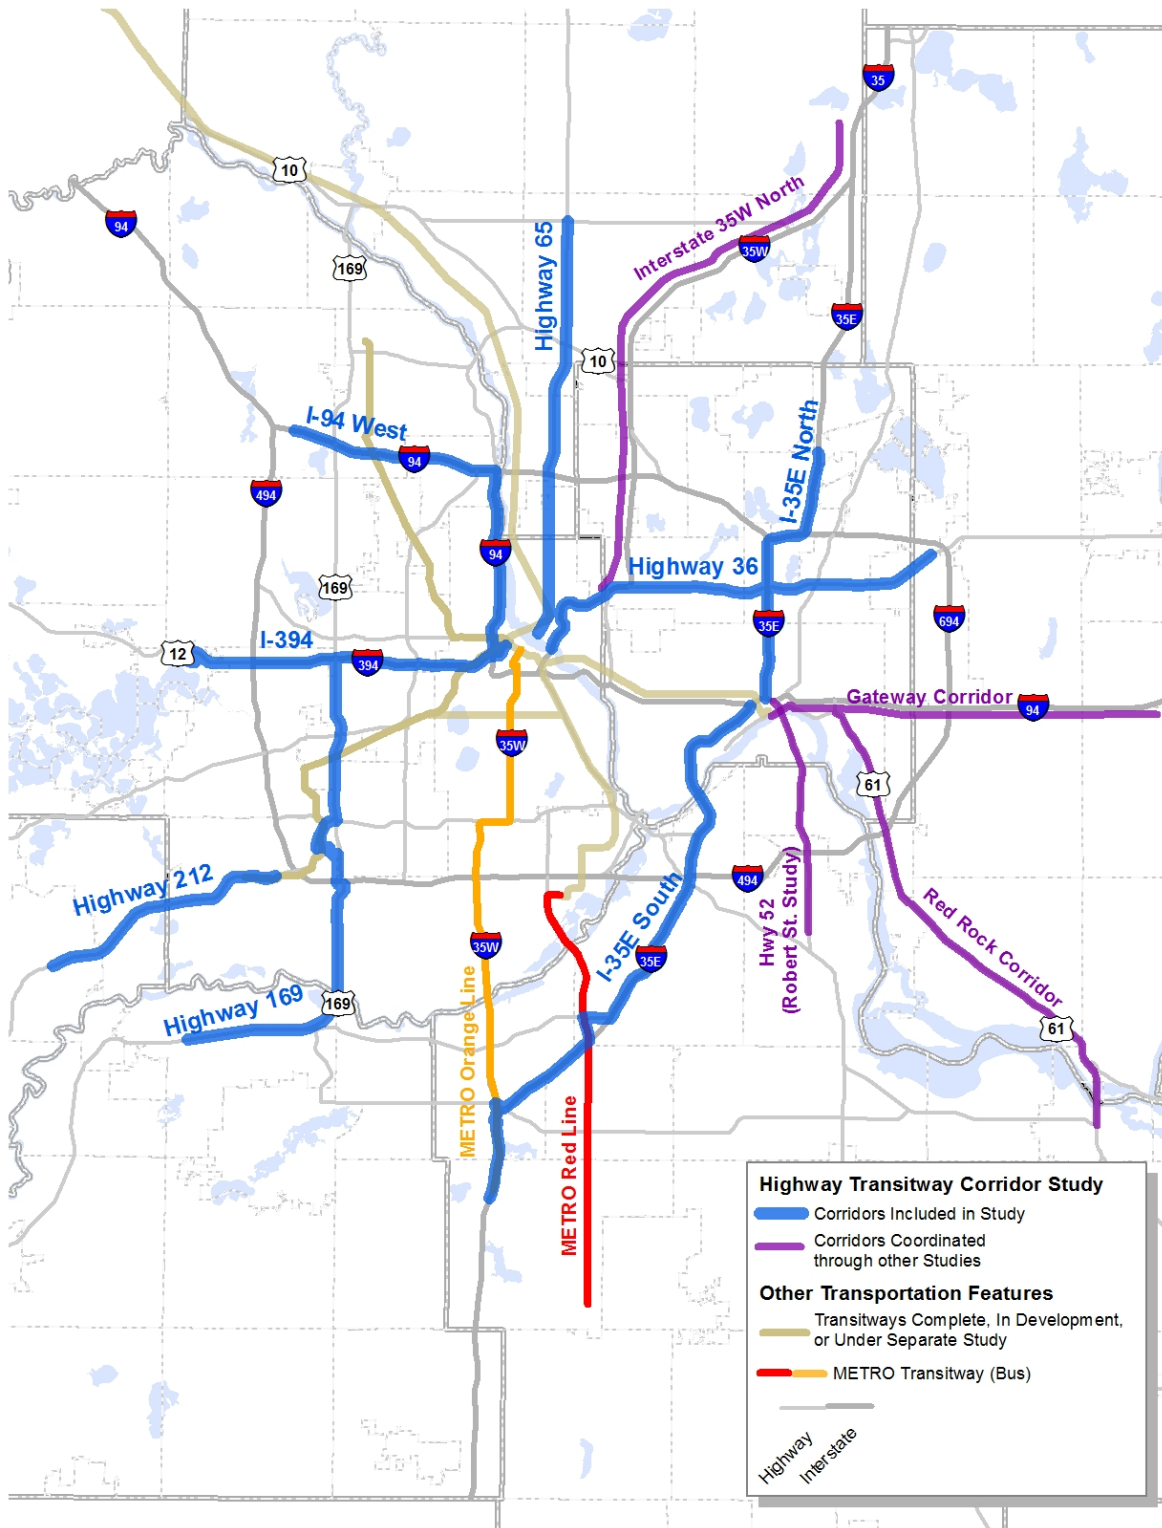 35
10
Interstate 35W North
94
35W
Highway 65
169
35E
10
I-94 West
94
I-35E North
494
94
Highway 36
169
35E
694
I-394
12
394
Gateway Corridor
94
35W
61
Highway 212
494
Hwy 52
(Robert St. Study)
I-35E South
Red Rock Corridor
35W
35E
Highway 169
169
61
METRO Orange Line
METRO Red Line
Highway Transitway Corridor Study
Corridors Included in Study
Corridors Coordinated
through other Studies
Other Transportation Features
Transitways Complete, In Development,
or Under Separate Study
METRO Transitway (Bus)
Highway
Interstate